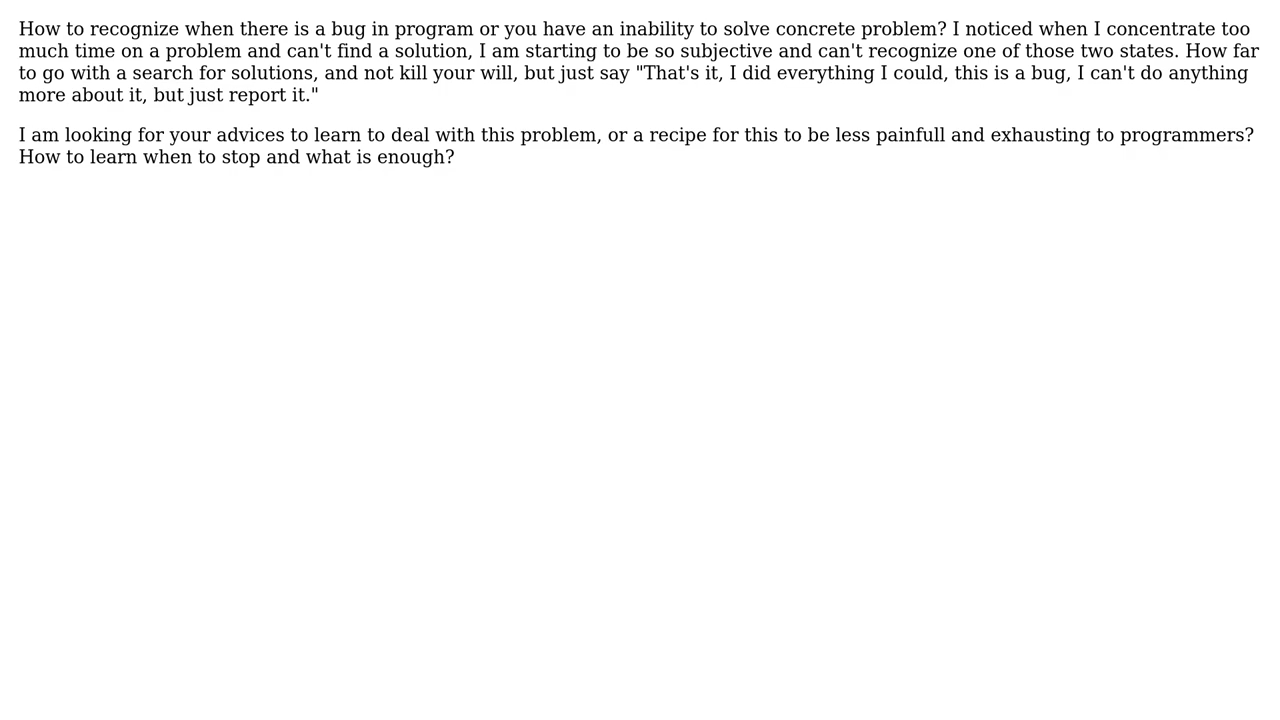 How to recognize when there is a bug in program or you have an inability to solve concrete problem? I noticed when I concentrate too
much time on a problem and can't find a solution, I am starting to be so subjective and can't recognize one of those two states. How far
to go with a search for solutions, and not kill your will, but just say "That's it, I did everything I could, this is a bug, I can't do anything
more about it, but just report it."
I am looking for your advices to learn to deal with this problem, or a recipe for this to be less painfull and exhausting to programmers?
How to learn when to stop and what is enough?